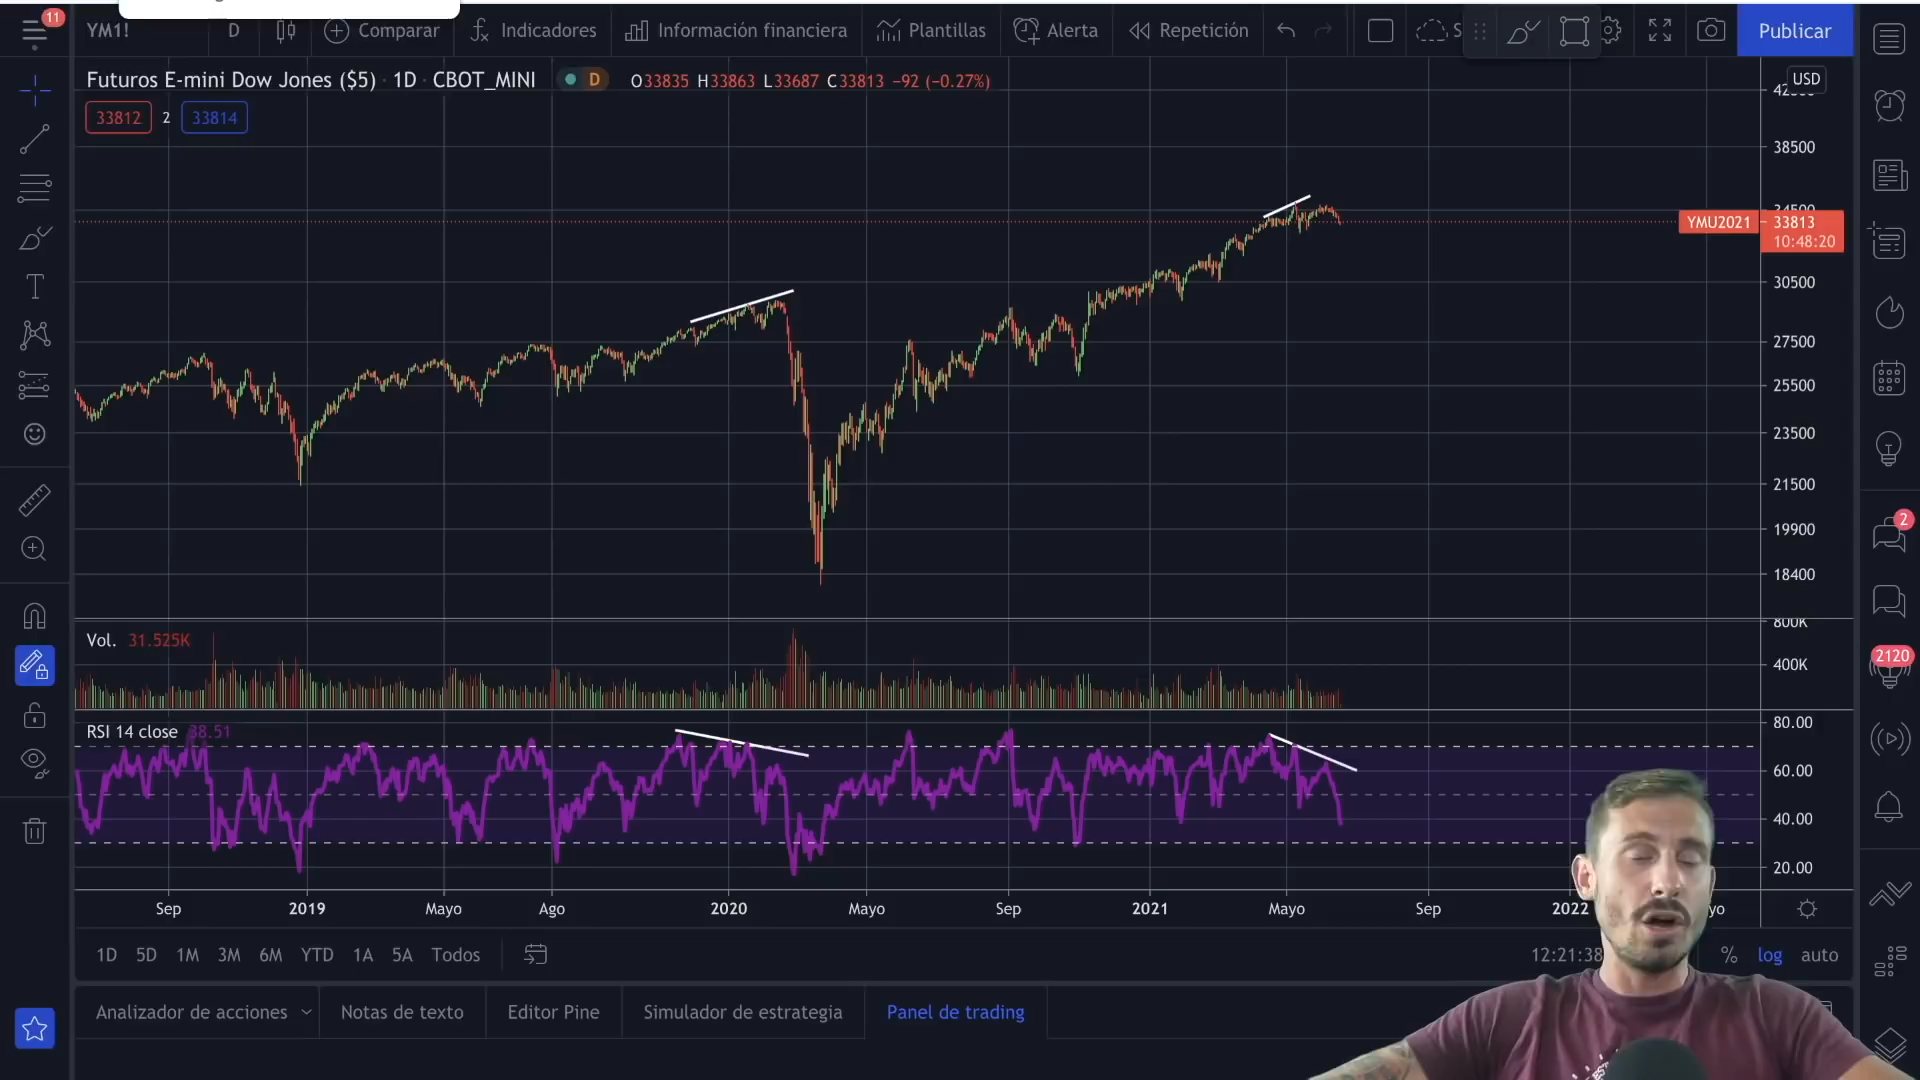 11
YM1!
D
Comparar
Indicadores
Información financiera
Plantillas
Alerta
Repetición
S
Publicar
Futuros E-mini Dow Jones ($5) · 1D · CBOT_MINI
D
O33835 H33863 L33687 C33813 −92 (−0.27%)
USD
33812
2
33814
38500
34500
YMU2021
33813
10:48:20
30500
27500
25500
23500
21500
19900
18400
Vol. 31.525K
800K
400K
2
2120
RSI 14 close 38.51
80.00
60.00
40.00
20.00
Sep
2019
Mayo
Ago
2020
Mayo
Sep
2021
Mayo
Sep
2022
yo
1D
5D
1M
3M
6M
YTD
1A
5A
Todos
12:21:38
%
log
auto
Analizador de acciones
Notas de texto
Editor Pine
Simulador de estrategia
Panel de trading